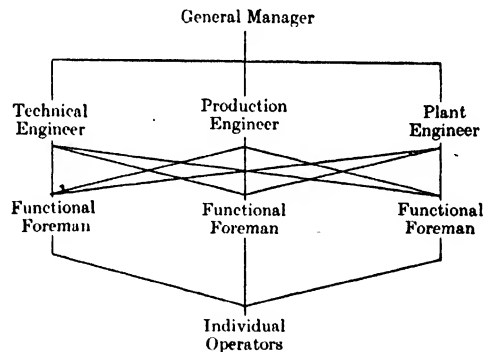 General Manager
Technical
Engineer
Production
Engineer
Plant
Engineer
Functional
Foreman
Functional
Foreman
Functional
Foreman
Individual
Operators